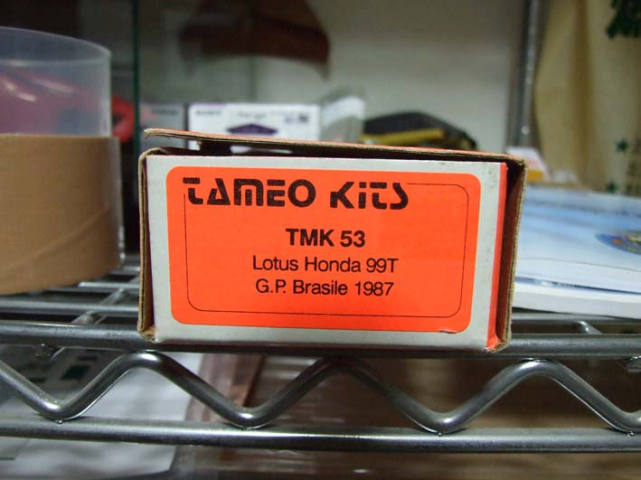 TAMEO KITS
TMK 53
Lotus Honda 99T
G.P. Brasile 1987